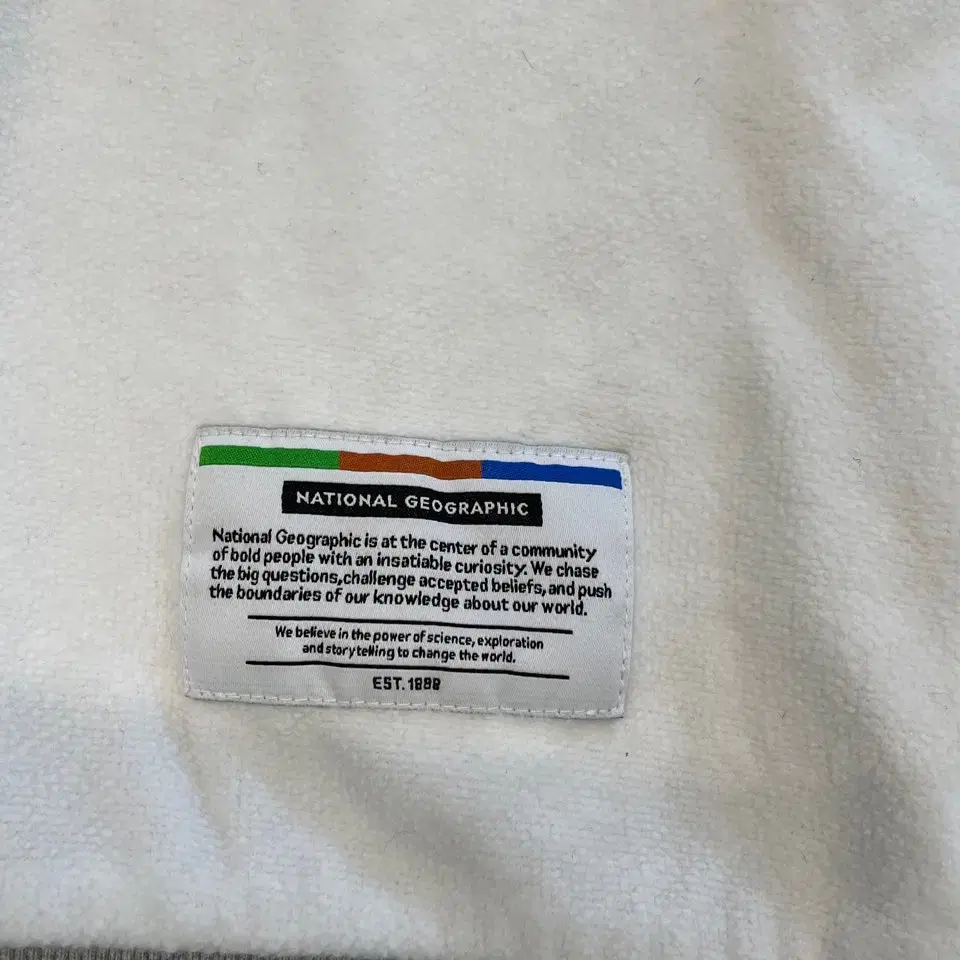 NATIONAL GEOGRAPHIC
National Geographic is at the center of a community
of bold people with an insatiable curiosity. We chase
the big questions,challenge accepted beliefs,and push
the boundaries of our knowledge about our world.
We believe in the power of science, exploration
and storytelling to change the world.
EST. 1888